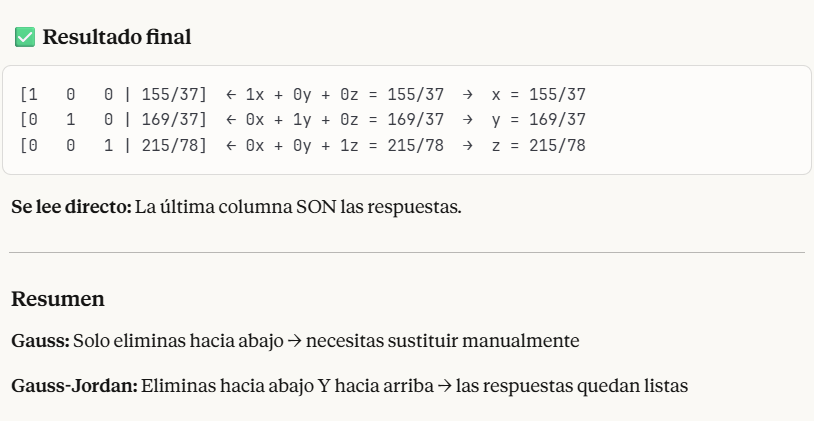 ✅ Resultado final
[1   0   0 | 155/37]  ← 1x + 0y + 0z = 155/37  →  x = 155/37
[0   1   0 | 169/37]  ← 0x + 1y + 0z = 169/37  →  y = 169/37
[0   0   1 | 215/78]  ← 0x + 0y + 1z = 215/78  →  z = 215/78
Se lee directo: La última columna SON las respuestas.
Resumen
Gauss: Solo eliminas hacia abajo → necesitas sustituir manualmente
Gauss-Jordan: Eliminas hacia abajo Y hacia arriba → las respuestas quedan listas